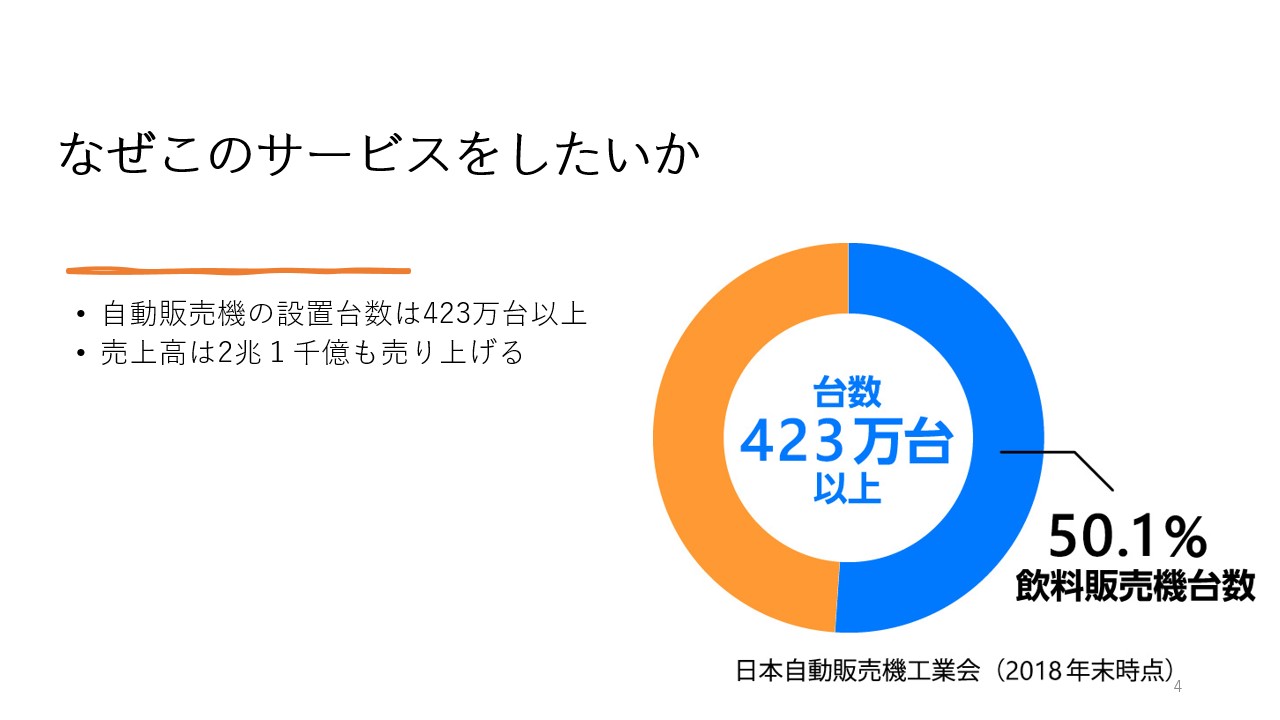 なぜこのサービスをしたいか
• 自動販売機の設置台数は423万台以上
• 売上高は2兆１千億も売り上げる
台数
423万台
以上
50.1%
飲料販売機台数
日本自動販売機工業会（2018年末時点）
4